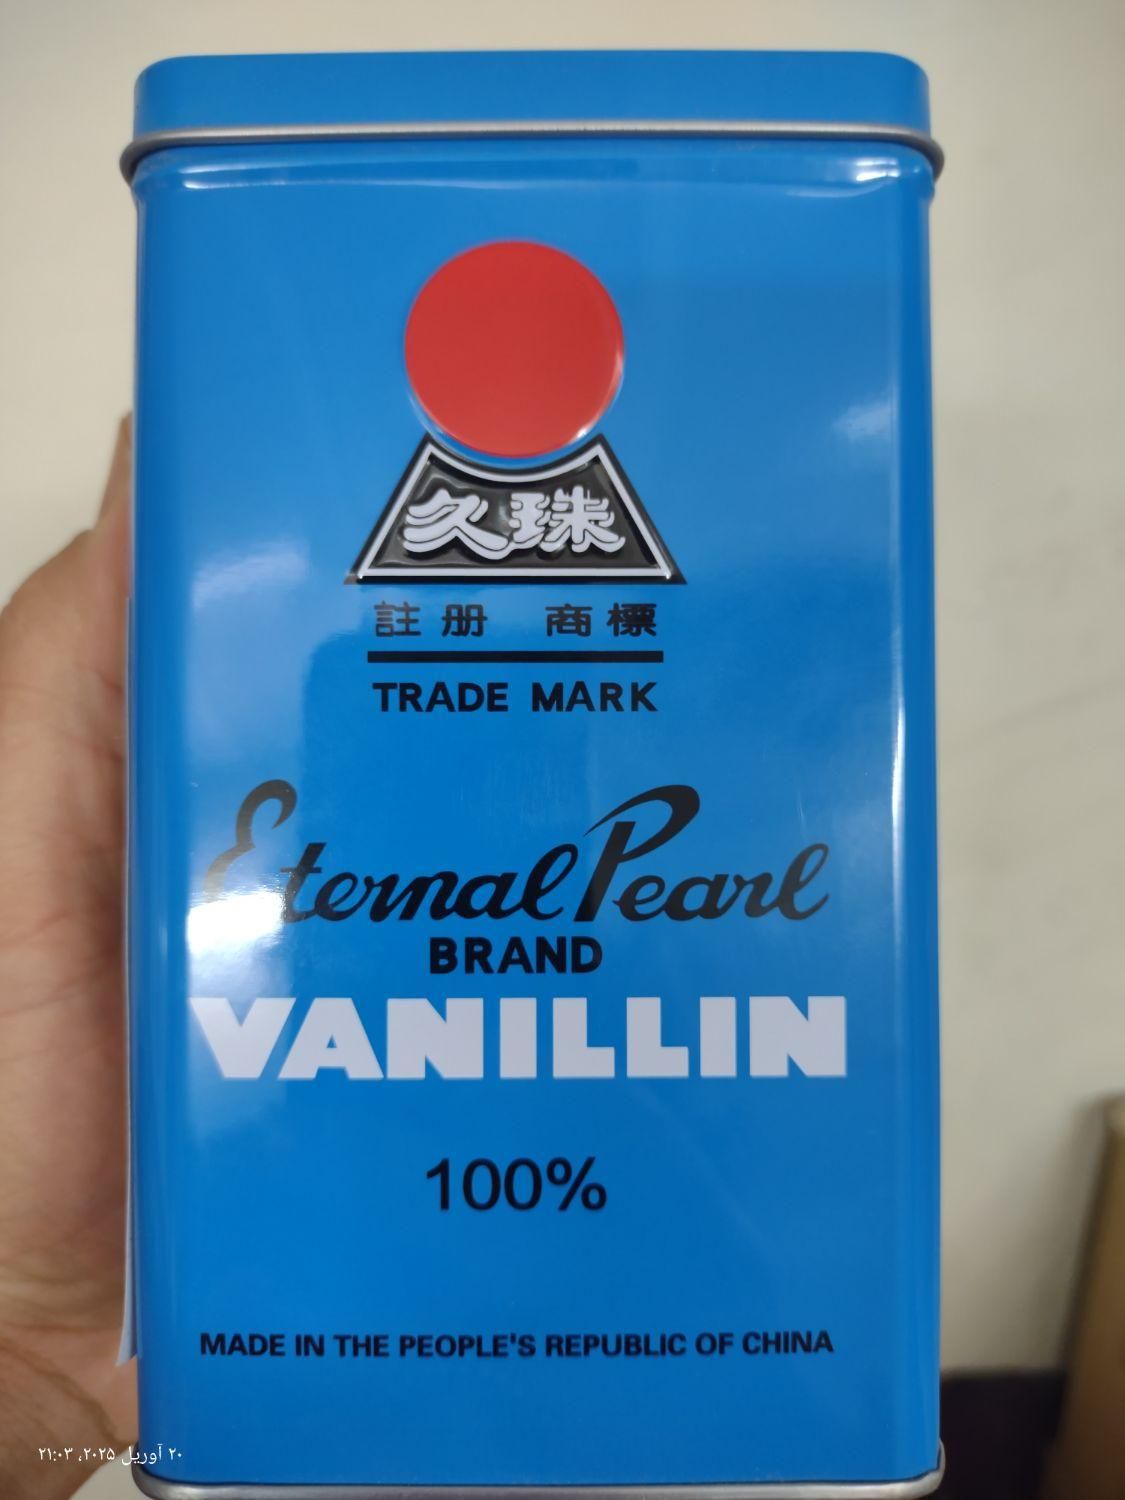 久珠
註册 商標
TRADE MARK
Eternal Pearl
BRAND
VANILLIN
100%
MADE IN THE PEOPLE'S REPUBLIC OF CHINA
۲۰ آوریل ۲۰۲۵، ۲۱:۰۳